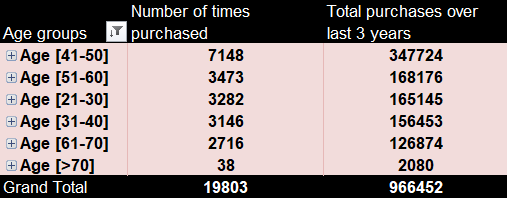 Age groups Number of times purchased Total purchases over last 3 years
Age [41-50] 7148 347724
Age [51-60] 3473 168176
Age [21-30] 3282 165145
Age [31-40] 3146 156453
Age [61-70] 2716 126874
Age [>70] 38 2080
Grand Total 19803 966452